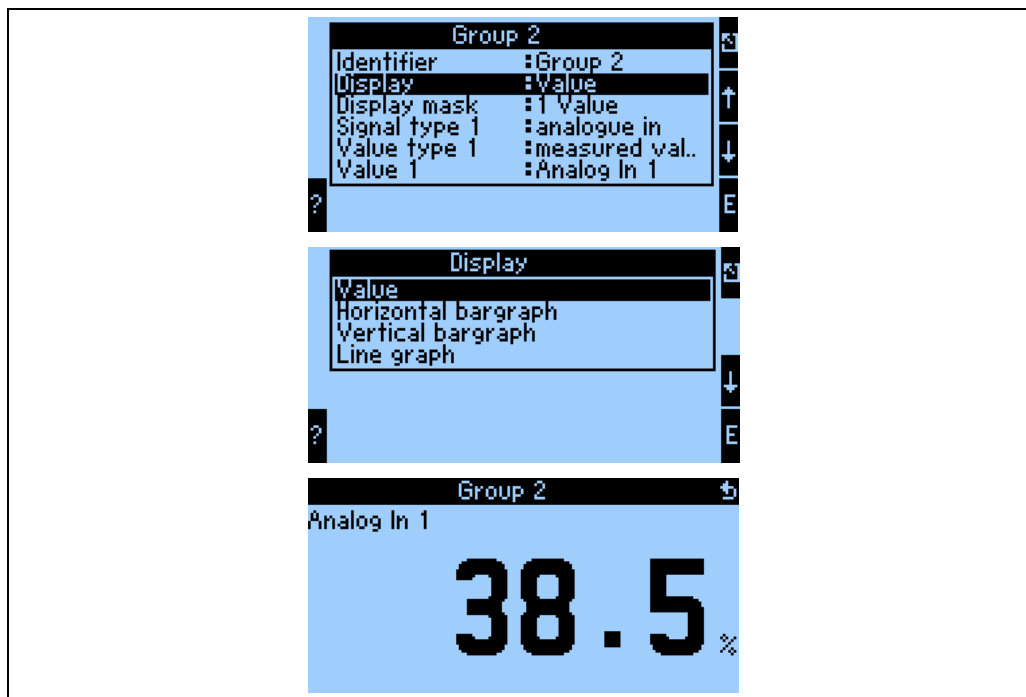 Group 2
Identifier :Group 2
Display :Value
↑
Display mask :1 Value
Signal type 1 :analogue in
Value type 1 :measured val..
↓
Value 1 :Analog In 1
? E
Display
Value
Horizontal bargraph
Vertical bargraph
Line graph
↓
? E
Group 2
Analog In 1
38.5 %